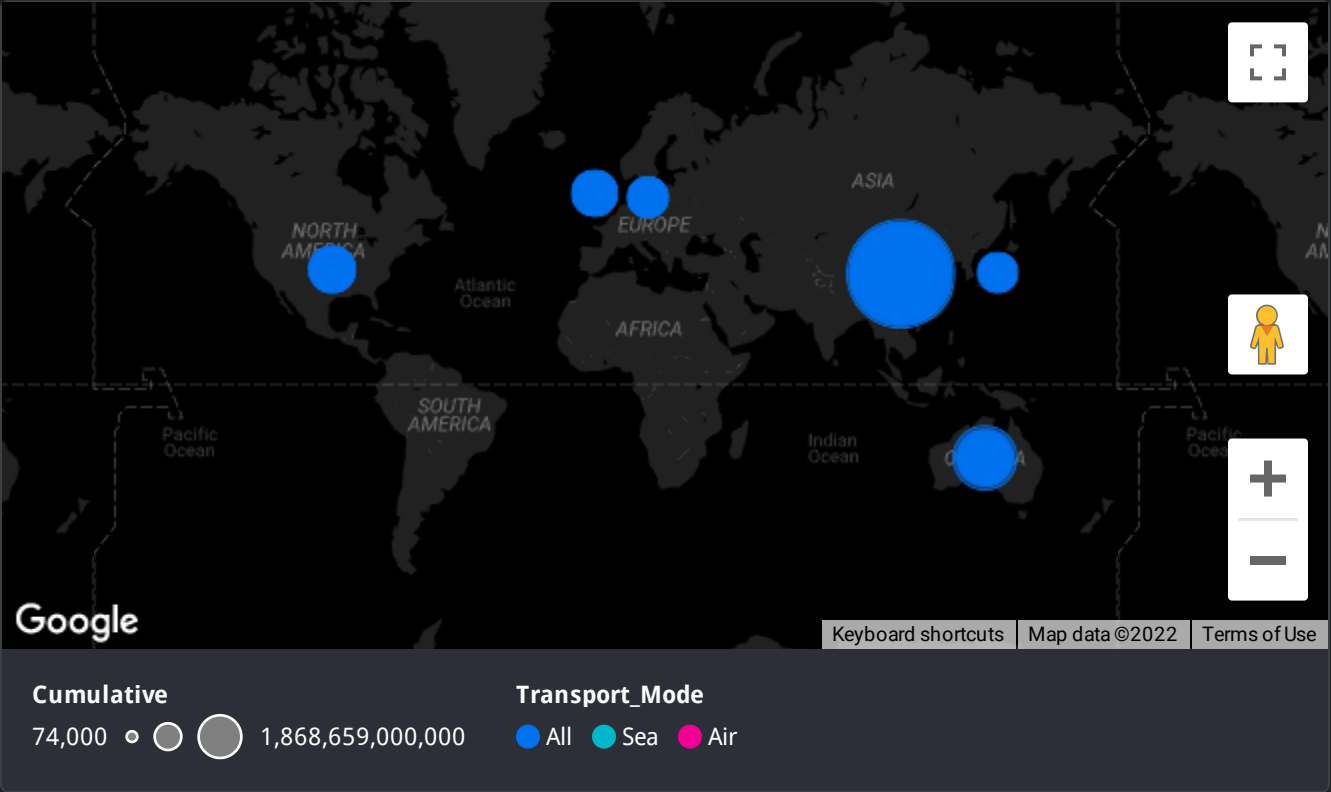 ASIA
NORTH
AMERICA
EUROPE
Atlantic
Ocean
AFRICA
SOUTH
AMERICA
Pacific
Ocean
Indian
Ocean
Pacific
Google
Keyboard shortcuts
Map data ©2022
Terms of Use
Cumulative
74,000
1,868,659,000,000
Transport_Mode
All
Sea
Air